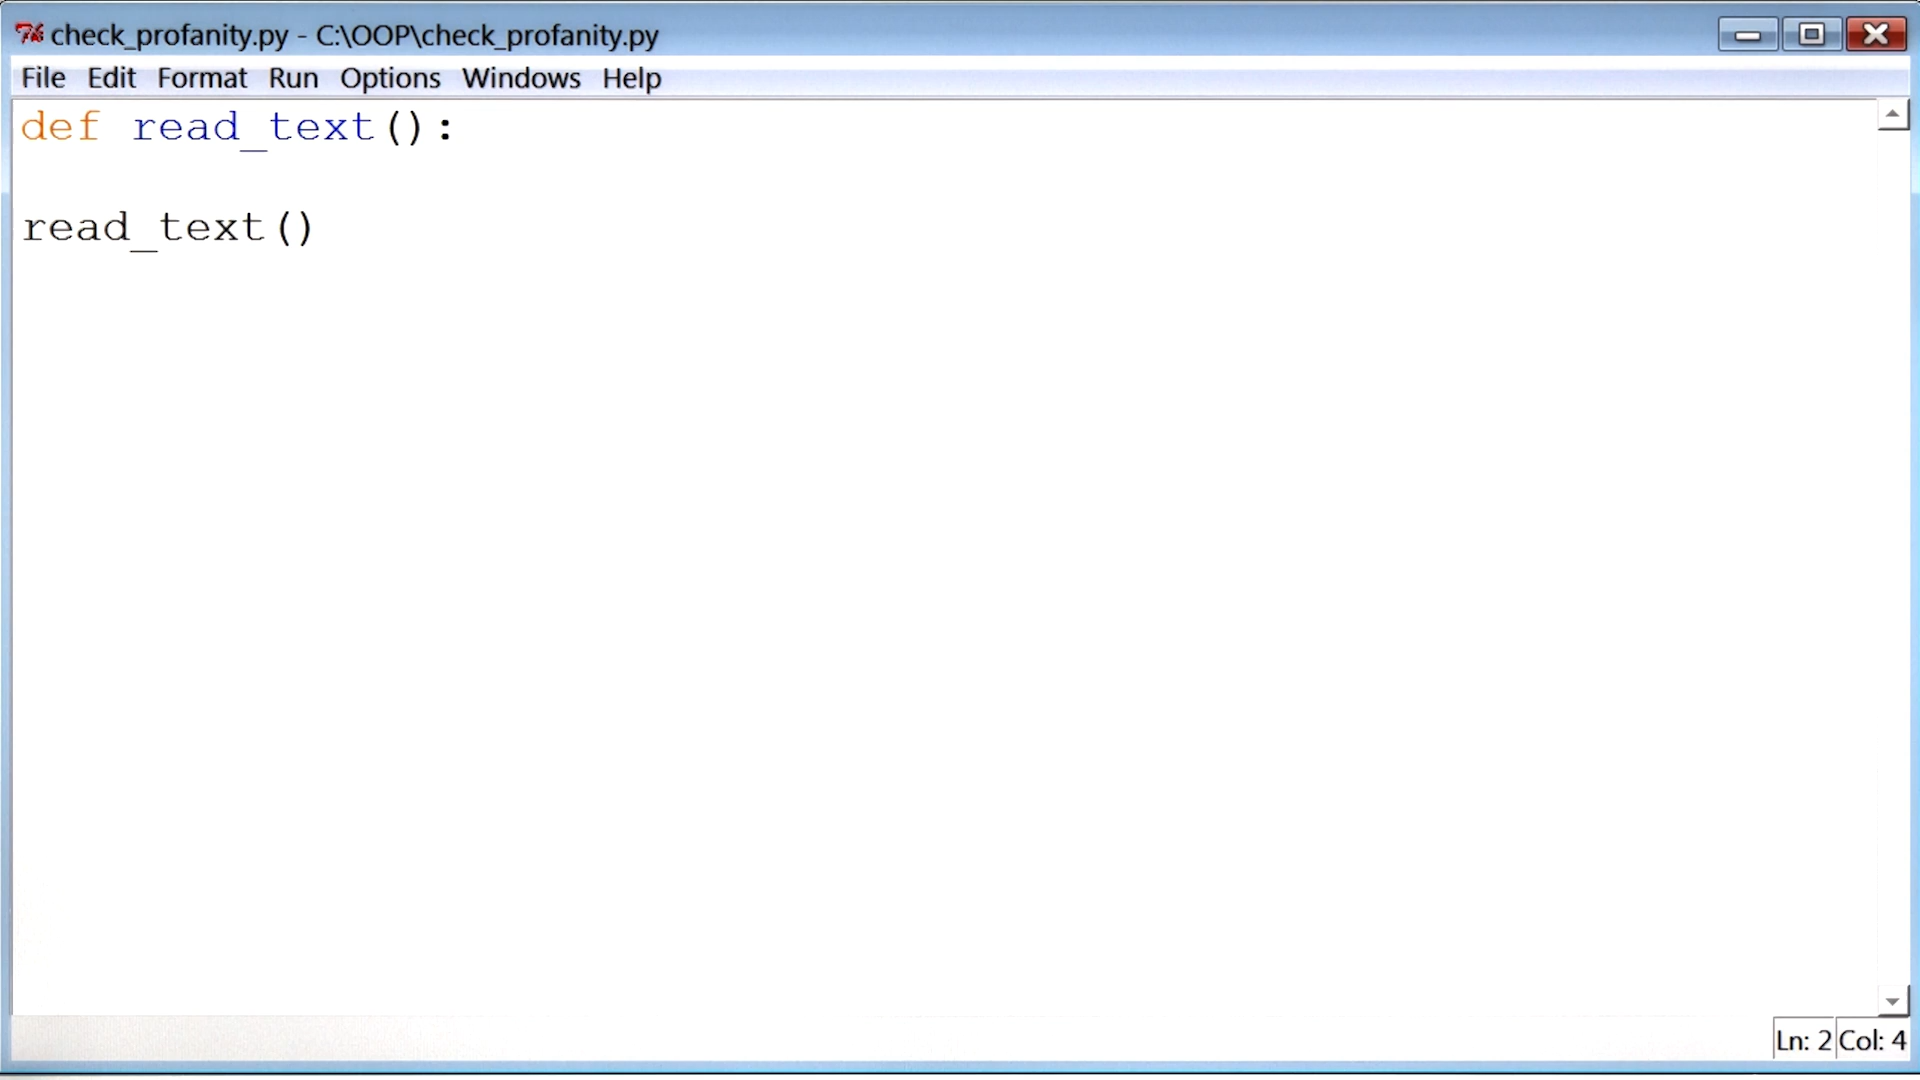 check_profanity.py - C:\OOP\check_profanity.py
File Edit Format Run Options Windows Help
def read_text():
read_text()
Ln: 2 Col: 4